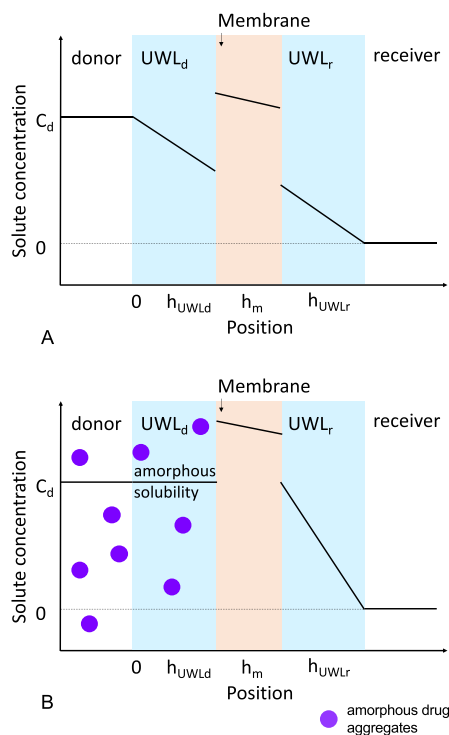 Membrane
donor UWLd UWLr receiver
Cd
Solute concentration
0
0 hUWLd hm hUWLr
Position
A
Membrane
donor UWLd UWLr receiver
amorphous
solubility
Cd
Solute concentration
0
0 hUWLd hm hUWLr
Position
B
amorphous drug
aggregates